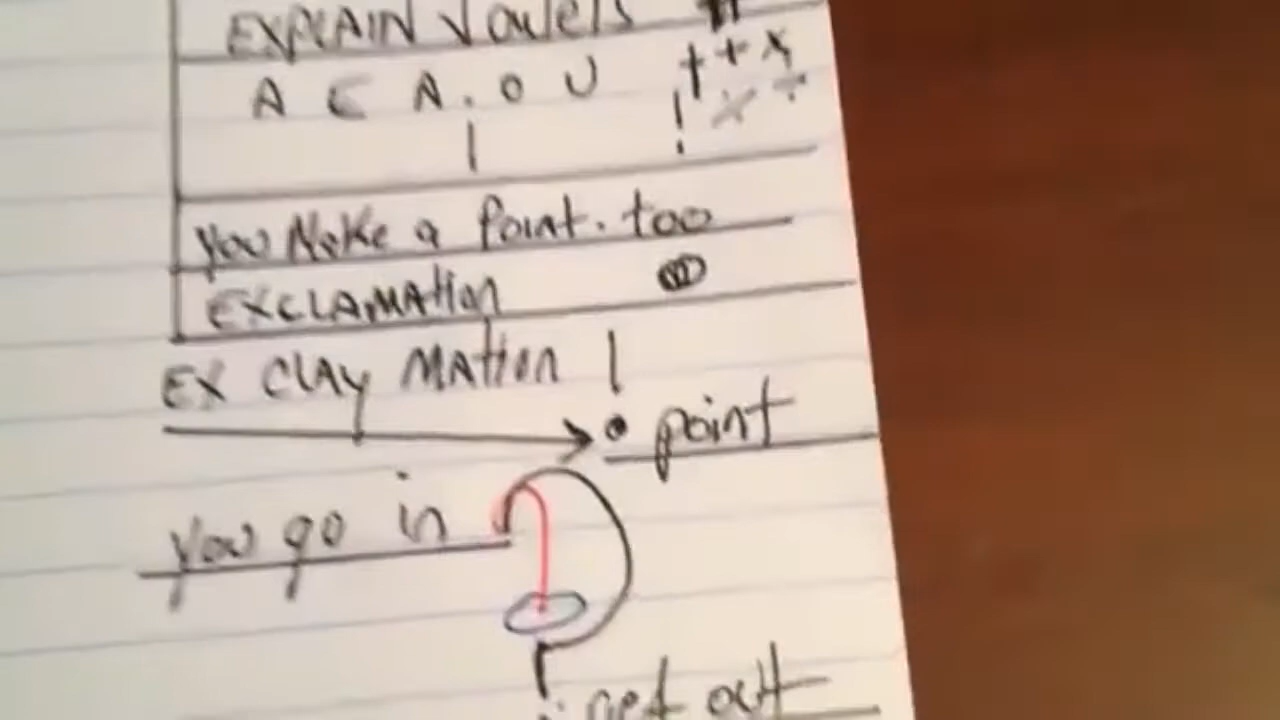 EXPLAIN Vowels
A E A . O U
! + + x
! x ÷
You Make a Point. too
EXCLAMATION
EX CLAY MATION !
point
You go in
get out